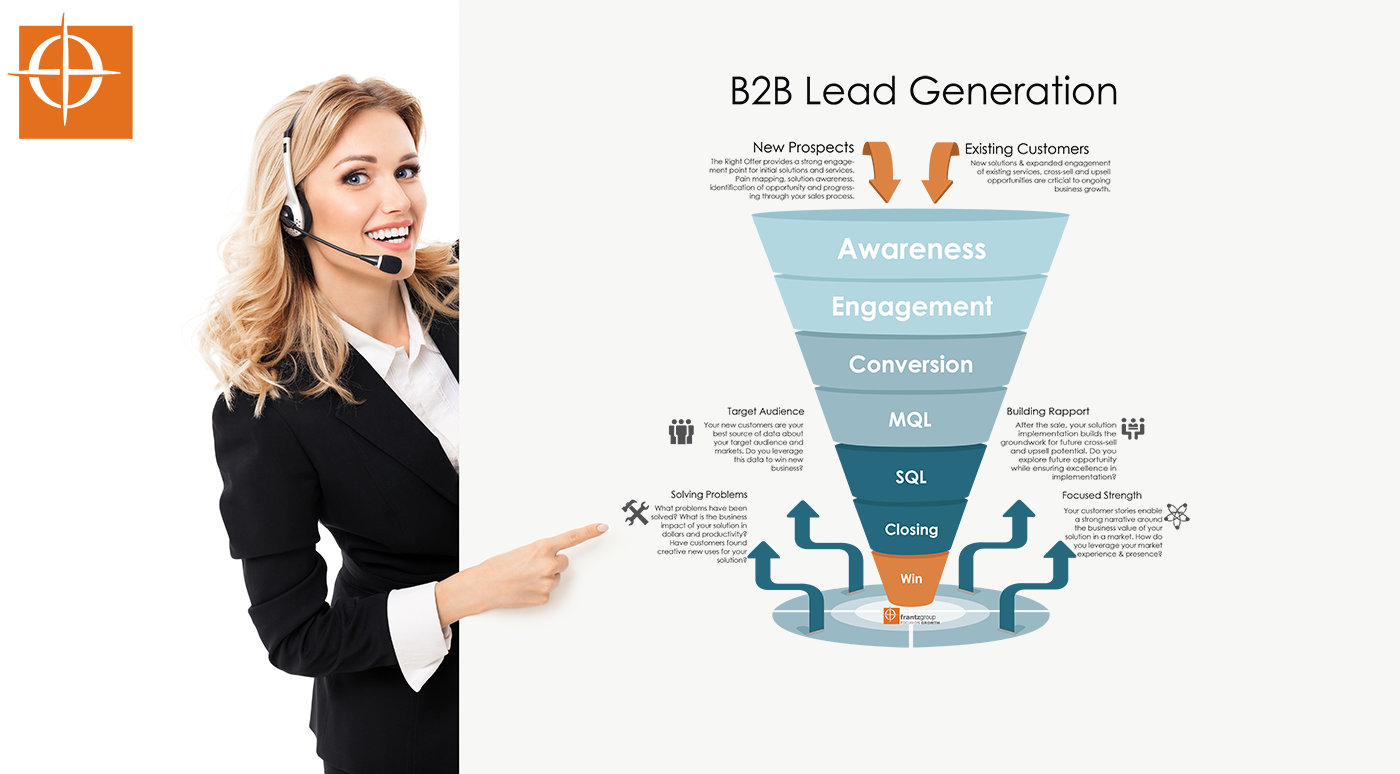 B2B Lead Generation
New Prospects
The Right Offer provides a strong engage-
ment point for initial solutions and services.
Pain mapping, solution awareness,
identification of opportunity and progress-
ing through your sales process.
Existing Customers
New solutions & expanded engagement
of existing services, cross-sell and upsell
opportunities are crticial to ongoing
business growth.
Awareness
Engagement
Conversion
MQL
SQL
Closing
Win
Target Audience
Your new customers are your
best source of data about
your target audience and
markets. Do you leverage
this data to win new
business?
Building Rapport
After the sale, your solution
implementation builds the
groundwork for future cross-sell
and upsell potential. Do you
explore future opportunity
while ensuring excellence in
implementation?
Solving Problems
What problems have been
solved? What is the business
impact of your solution in
dollars and productivity?
Have customers found
creative new uses for your
solution?
Focused Strength
Your customer stories enable
a strong narrative around
the business value of your
solution in a market. How do
you leverage your market
experience & presence?
frantzgroup
FOCUS ON GROWTH